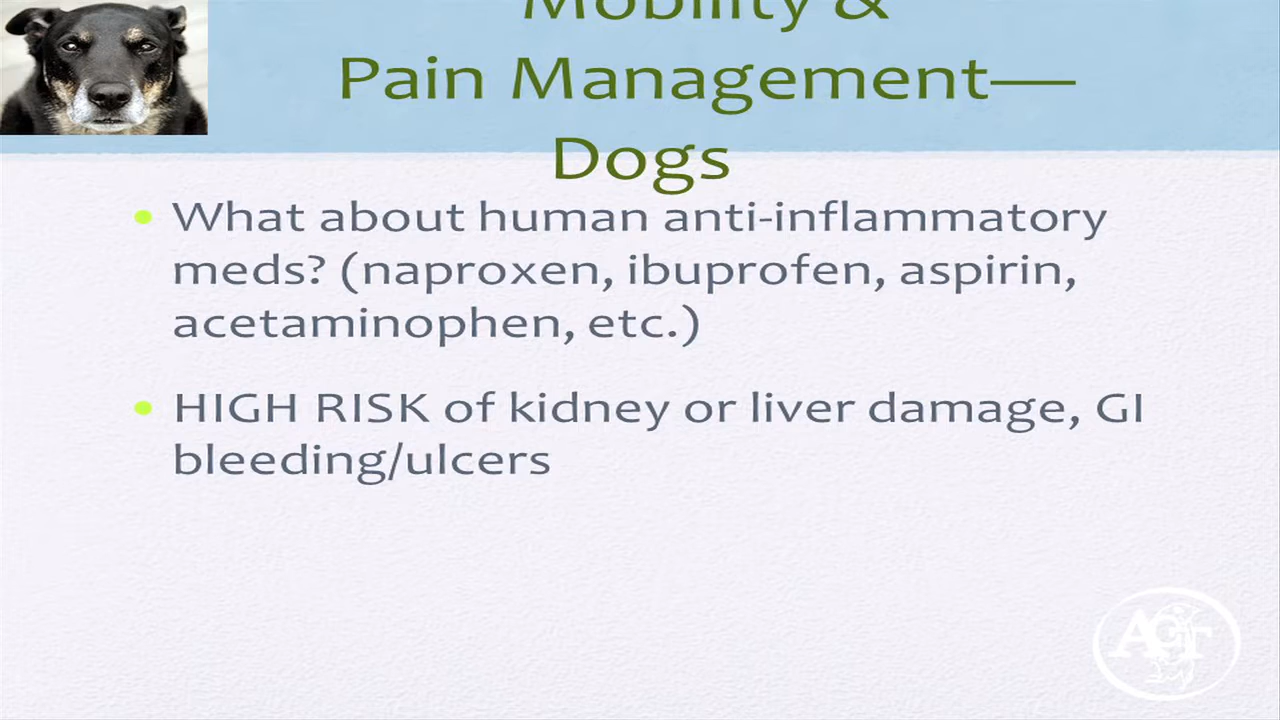 Mobility &
Pain Management—
Dogs
What about human anti-inflammatory
meds? (naproxen, ibuprofen, aspirin,
acetaminophen, etc.)
HIGH RISK of kidney or liver damage, GI
bleeding/ulcers
AGT